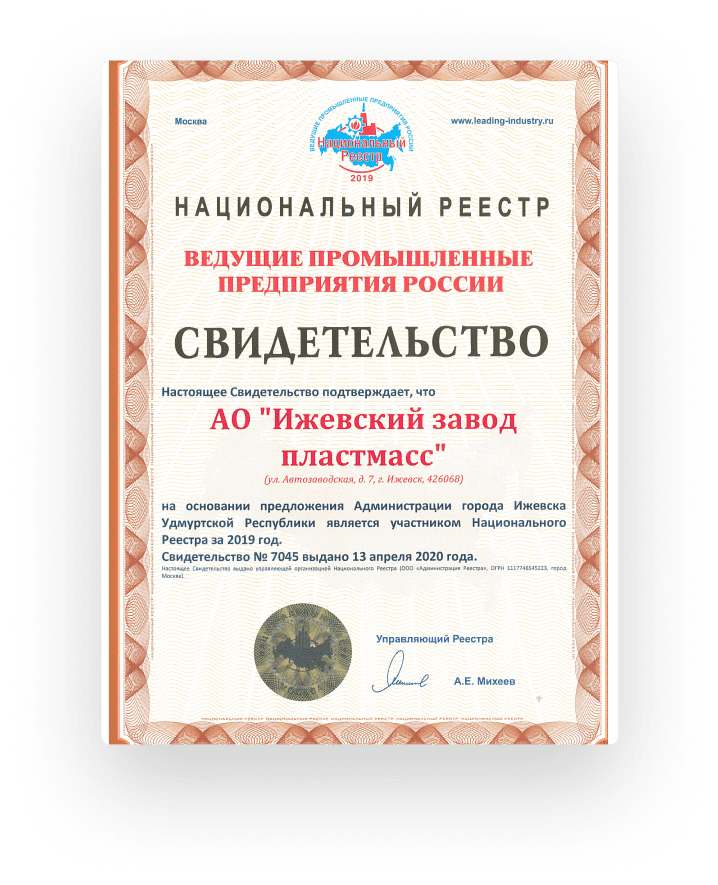 Москва
www.leading-industry.ru
ВЕДУЩИЕ ПРОМЫШЛЕННЫЕ ПРЕДПРИЯТИЯ РОССИИ
Национальный
Реестр
2019
НАЦИОНАЛЬНЫЙ РЕЕСТР
ВЕДУЩИЕ ПРОМЫШЛЕННЫЕ
ПРЕДПРИЯТИЯ РОССИИ
СВИДЕТЕЛЬСТВО
Настоящее Свидетельство подтверждает, что
АО "Ижевский завод
пластмасс"
(ул. Автозаводская, д. 7, г. Ижевск, 426068)
на основании предложения Администрации города Ижевска
Удмуртской Республики является участником Национального
Реестра за 2019 год.
Свидетельство № 7045 выдано 13 апреля 2020 года.
Настоящее Свидетельство выдано управляющей организацией Национального Реестра (ООО «Администрация Реестра», ОГРН 1117746545223, город
Москва).
Управляющий Реестра
А.Е. Михеев
НАЦИОНАЛЬНЫЙ РЕЕСТР НАЦИОНАЛЬНЫЙ РЕЕСТР НАЦИОНАЛЬНЫЙ РЕЕСТР НАЦИОНАЛЬНЫЙ РЕЕСТР НАЦИОНАЛЬНЫЙ РЕЕСТР